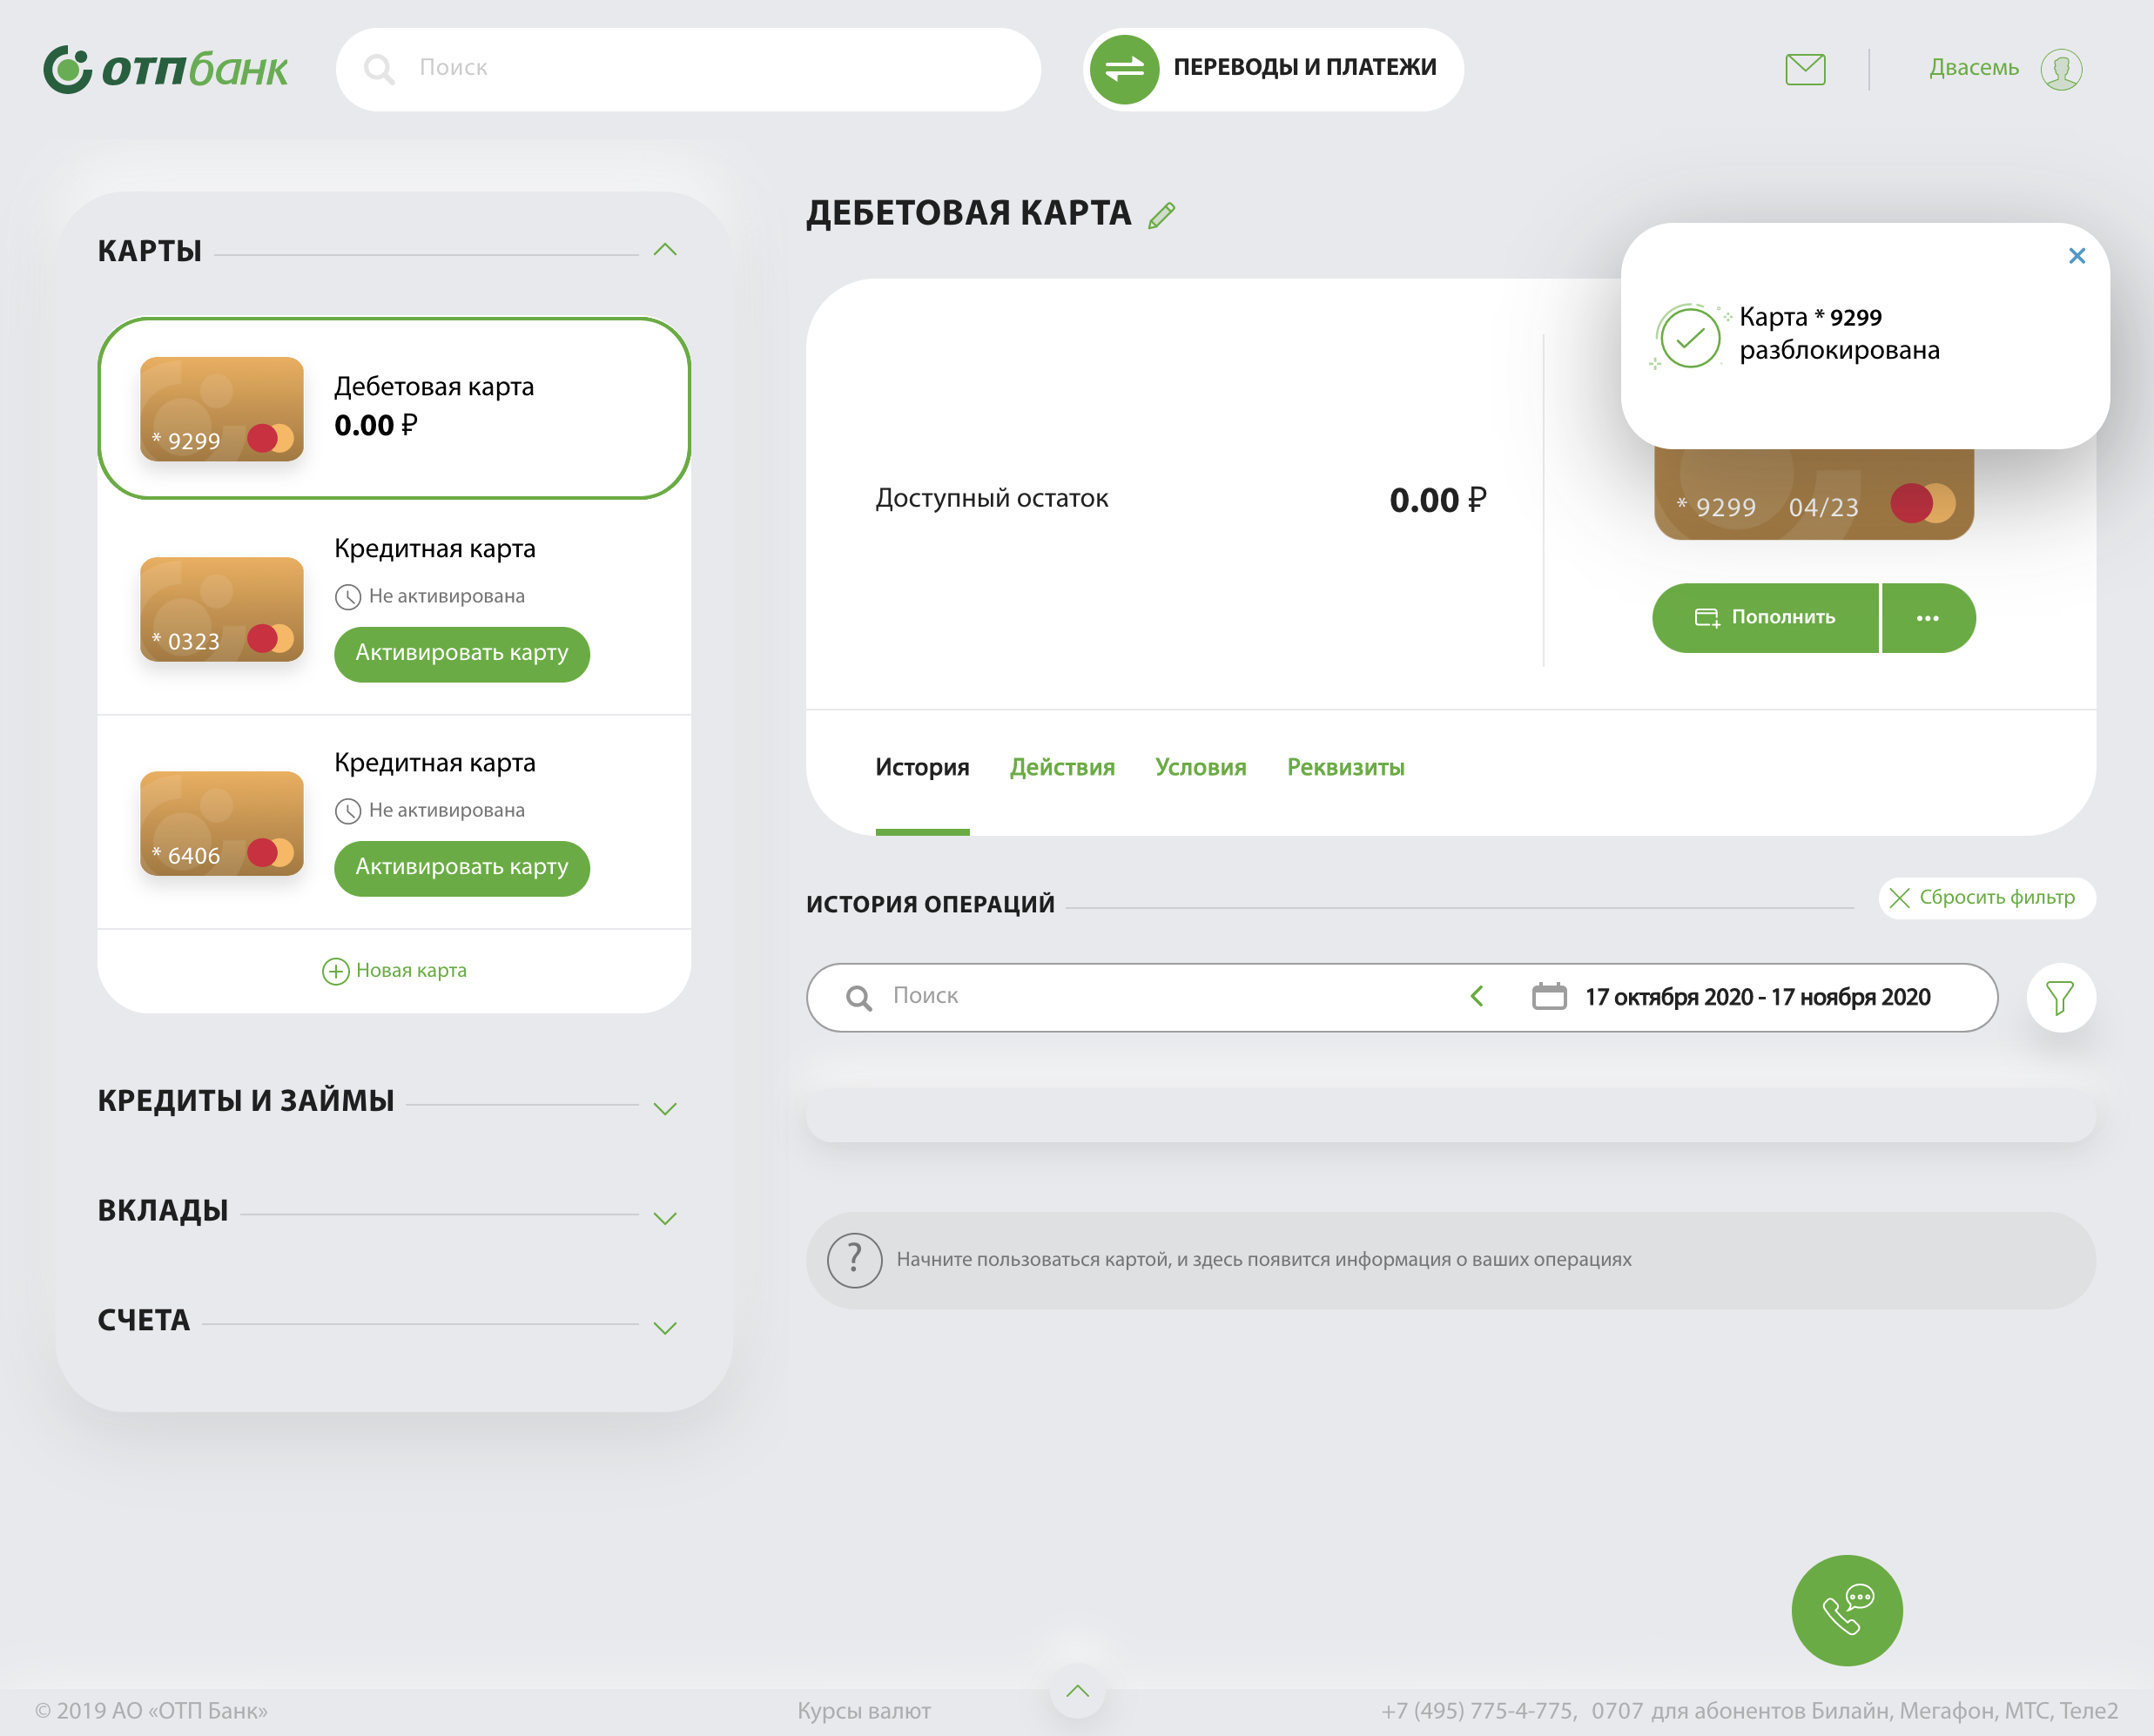 отпбанк
Поиск
ПЕРЕВОДЫ И ПЛАТЕЖИ
Двасемь
КАРТЫ
* 9299
Дебетовая карта
0.00 ₽
* 0323
Кредитная карта
Не активирована
Активировать карту
* 6406
Кредитная карта
Не активирована
Активировать карту
Новая карта
КРЕДИТЫ И ЗАЙМЫ
ВКЛАДЫ
СЧЕТА
ДЕБЕТОВАЯ КАРТА
Карта * 9299
разблокирована
Доступный остаток
0.00 ₽
* 9299 04/23
Пополнить
История
Действия
Условия
Реквизиты
ИСТОРИЯ ОПЕРАЦИЙ
Сбросить фильтр
Поиск
17 октября 2020 - 17 ноября 2020
? Начните пользоваться картой, и здесь появится информация о ваших операциях
© 2019 АО «ОТП Банк»
Курсы валют
+7 (495) 775-4-775, 0707 для абонентов Билайн, Мегафон, МТС, Теле2